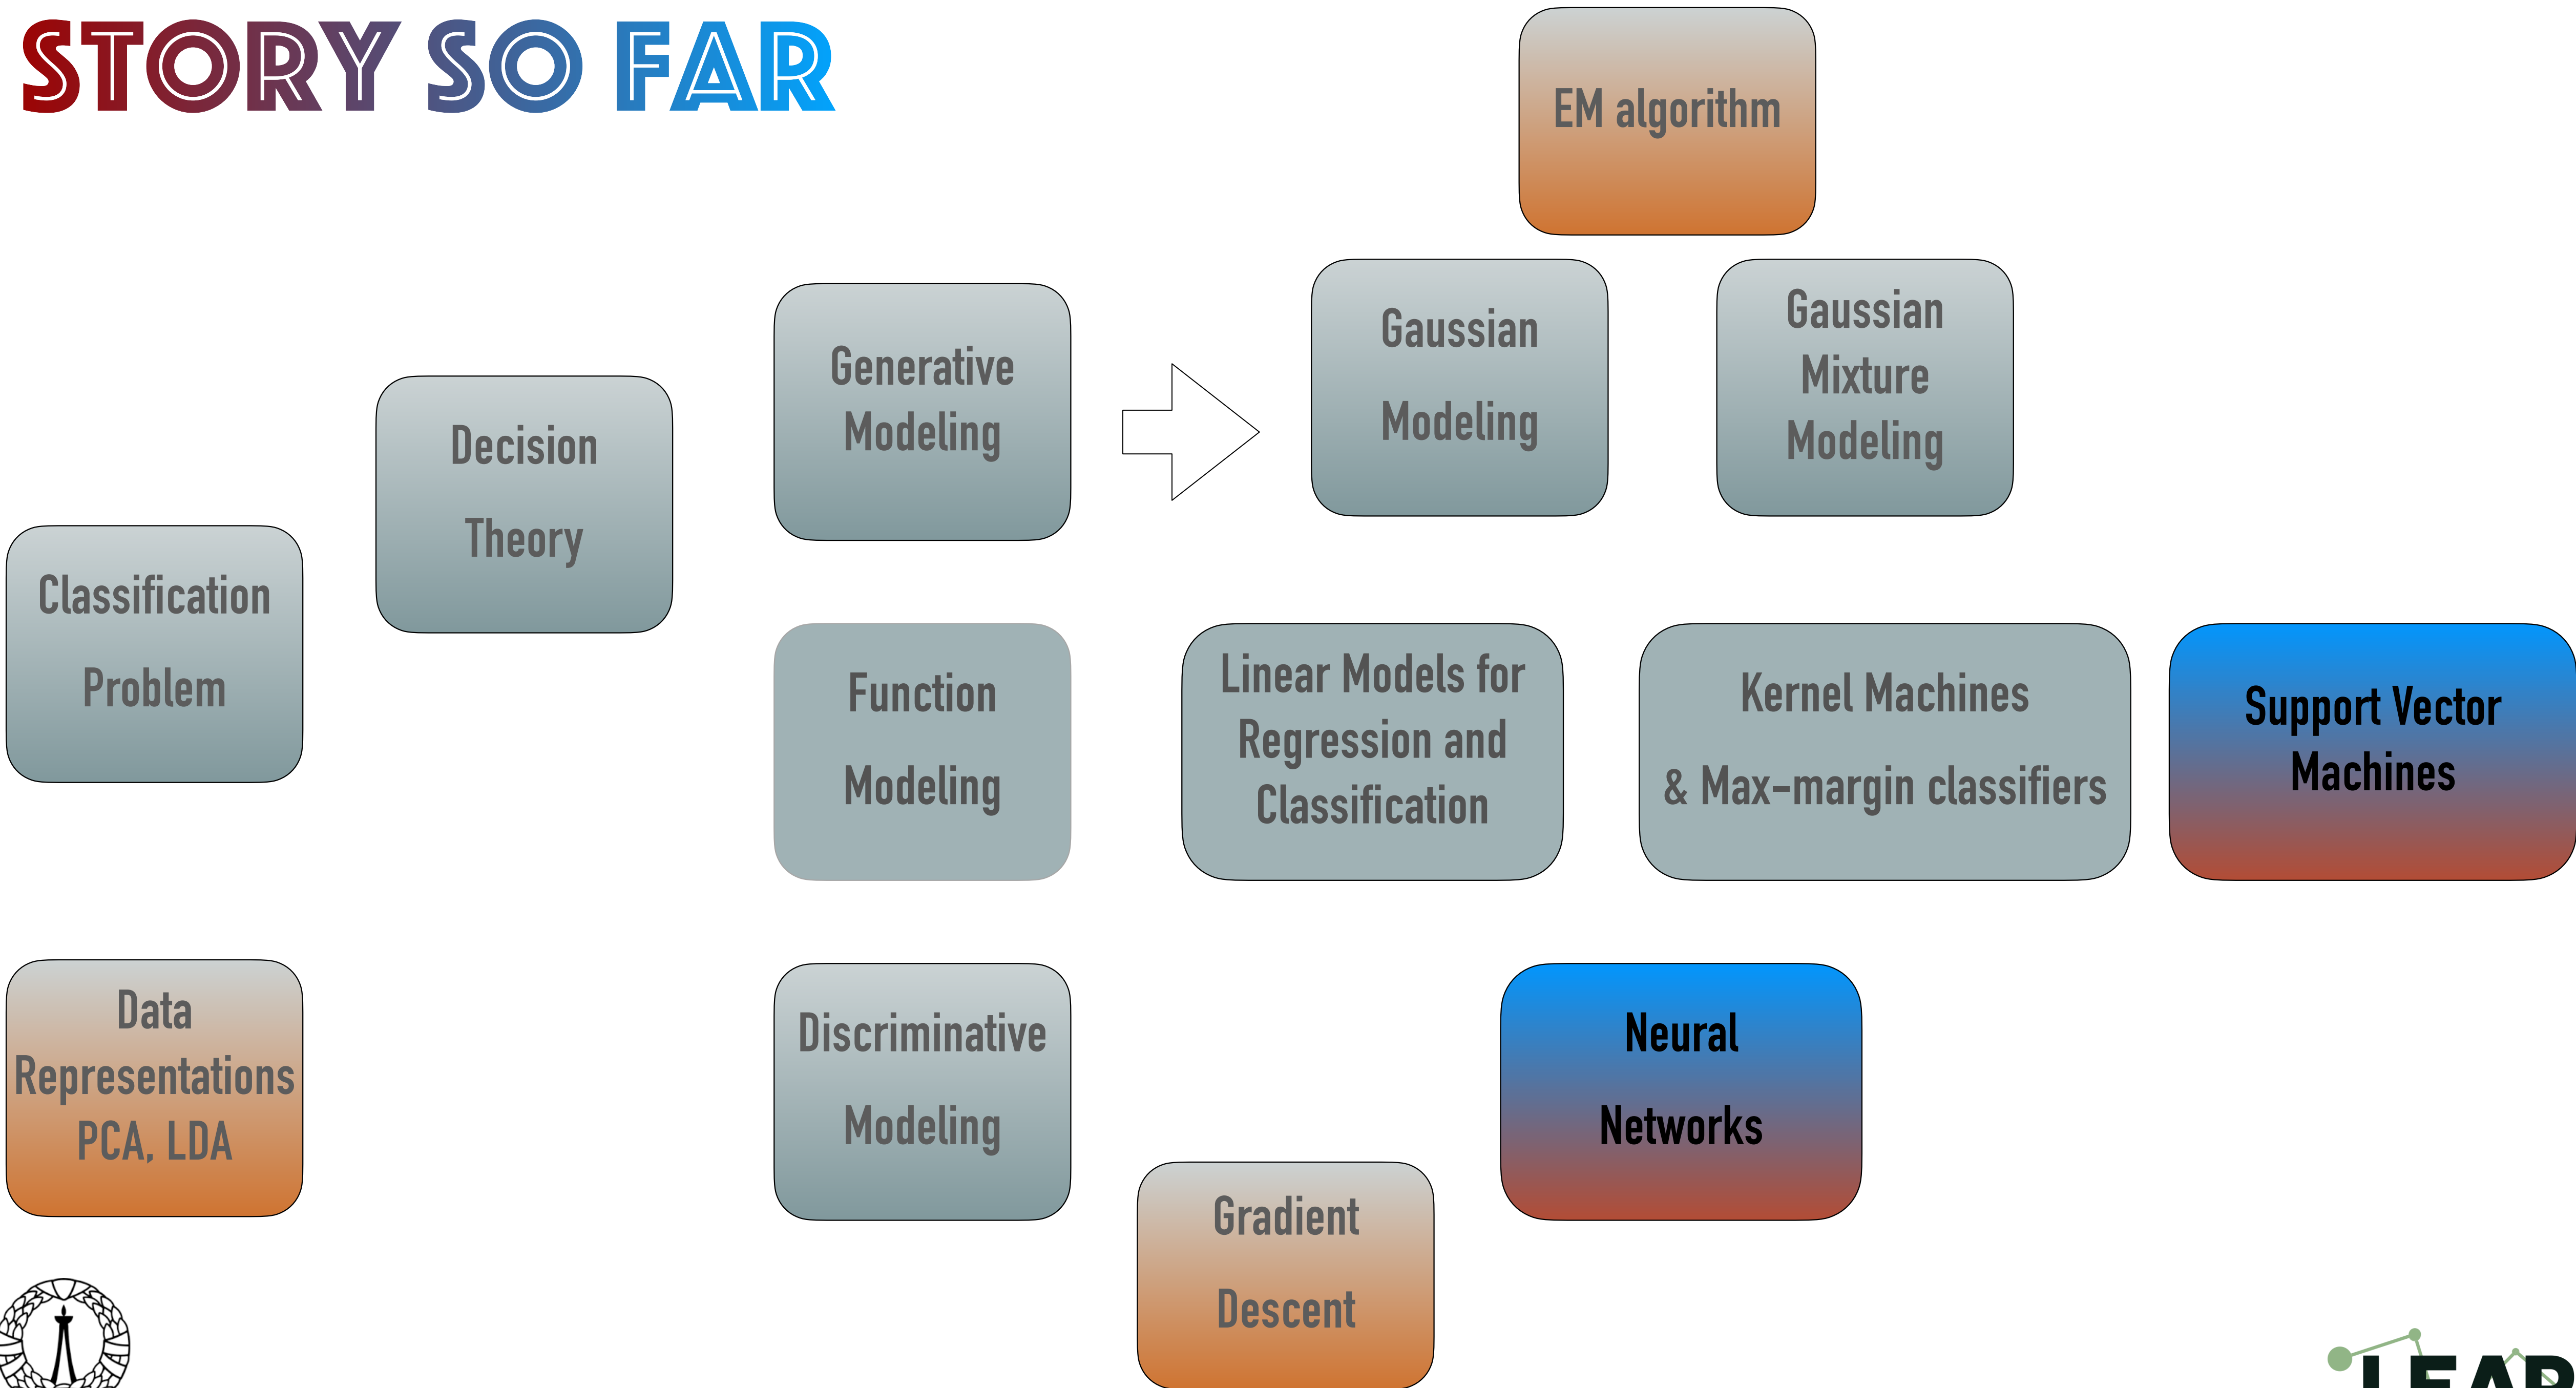 STORY SO FAR
EM algorithm
Generative
Modeling
Gaussian
Modeling
Gaussian
Mixture
Modeling
Decision
Theory
Classification
Problem
Function
Modeling
Linear Models for
Regression and
Classification
Kernel Machines
& Max-margin classifiers
Support Vector
Machines
Data
Representations
PCA, LDA
Discriminative
Modeling
Neural
Networks
Gradient
Descent